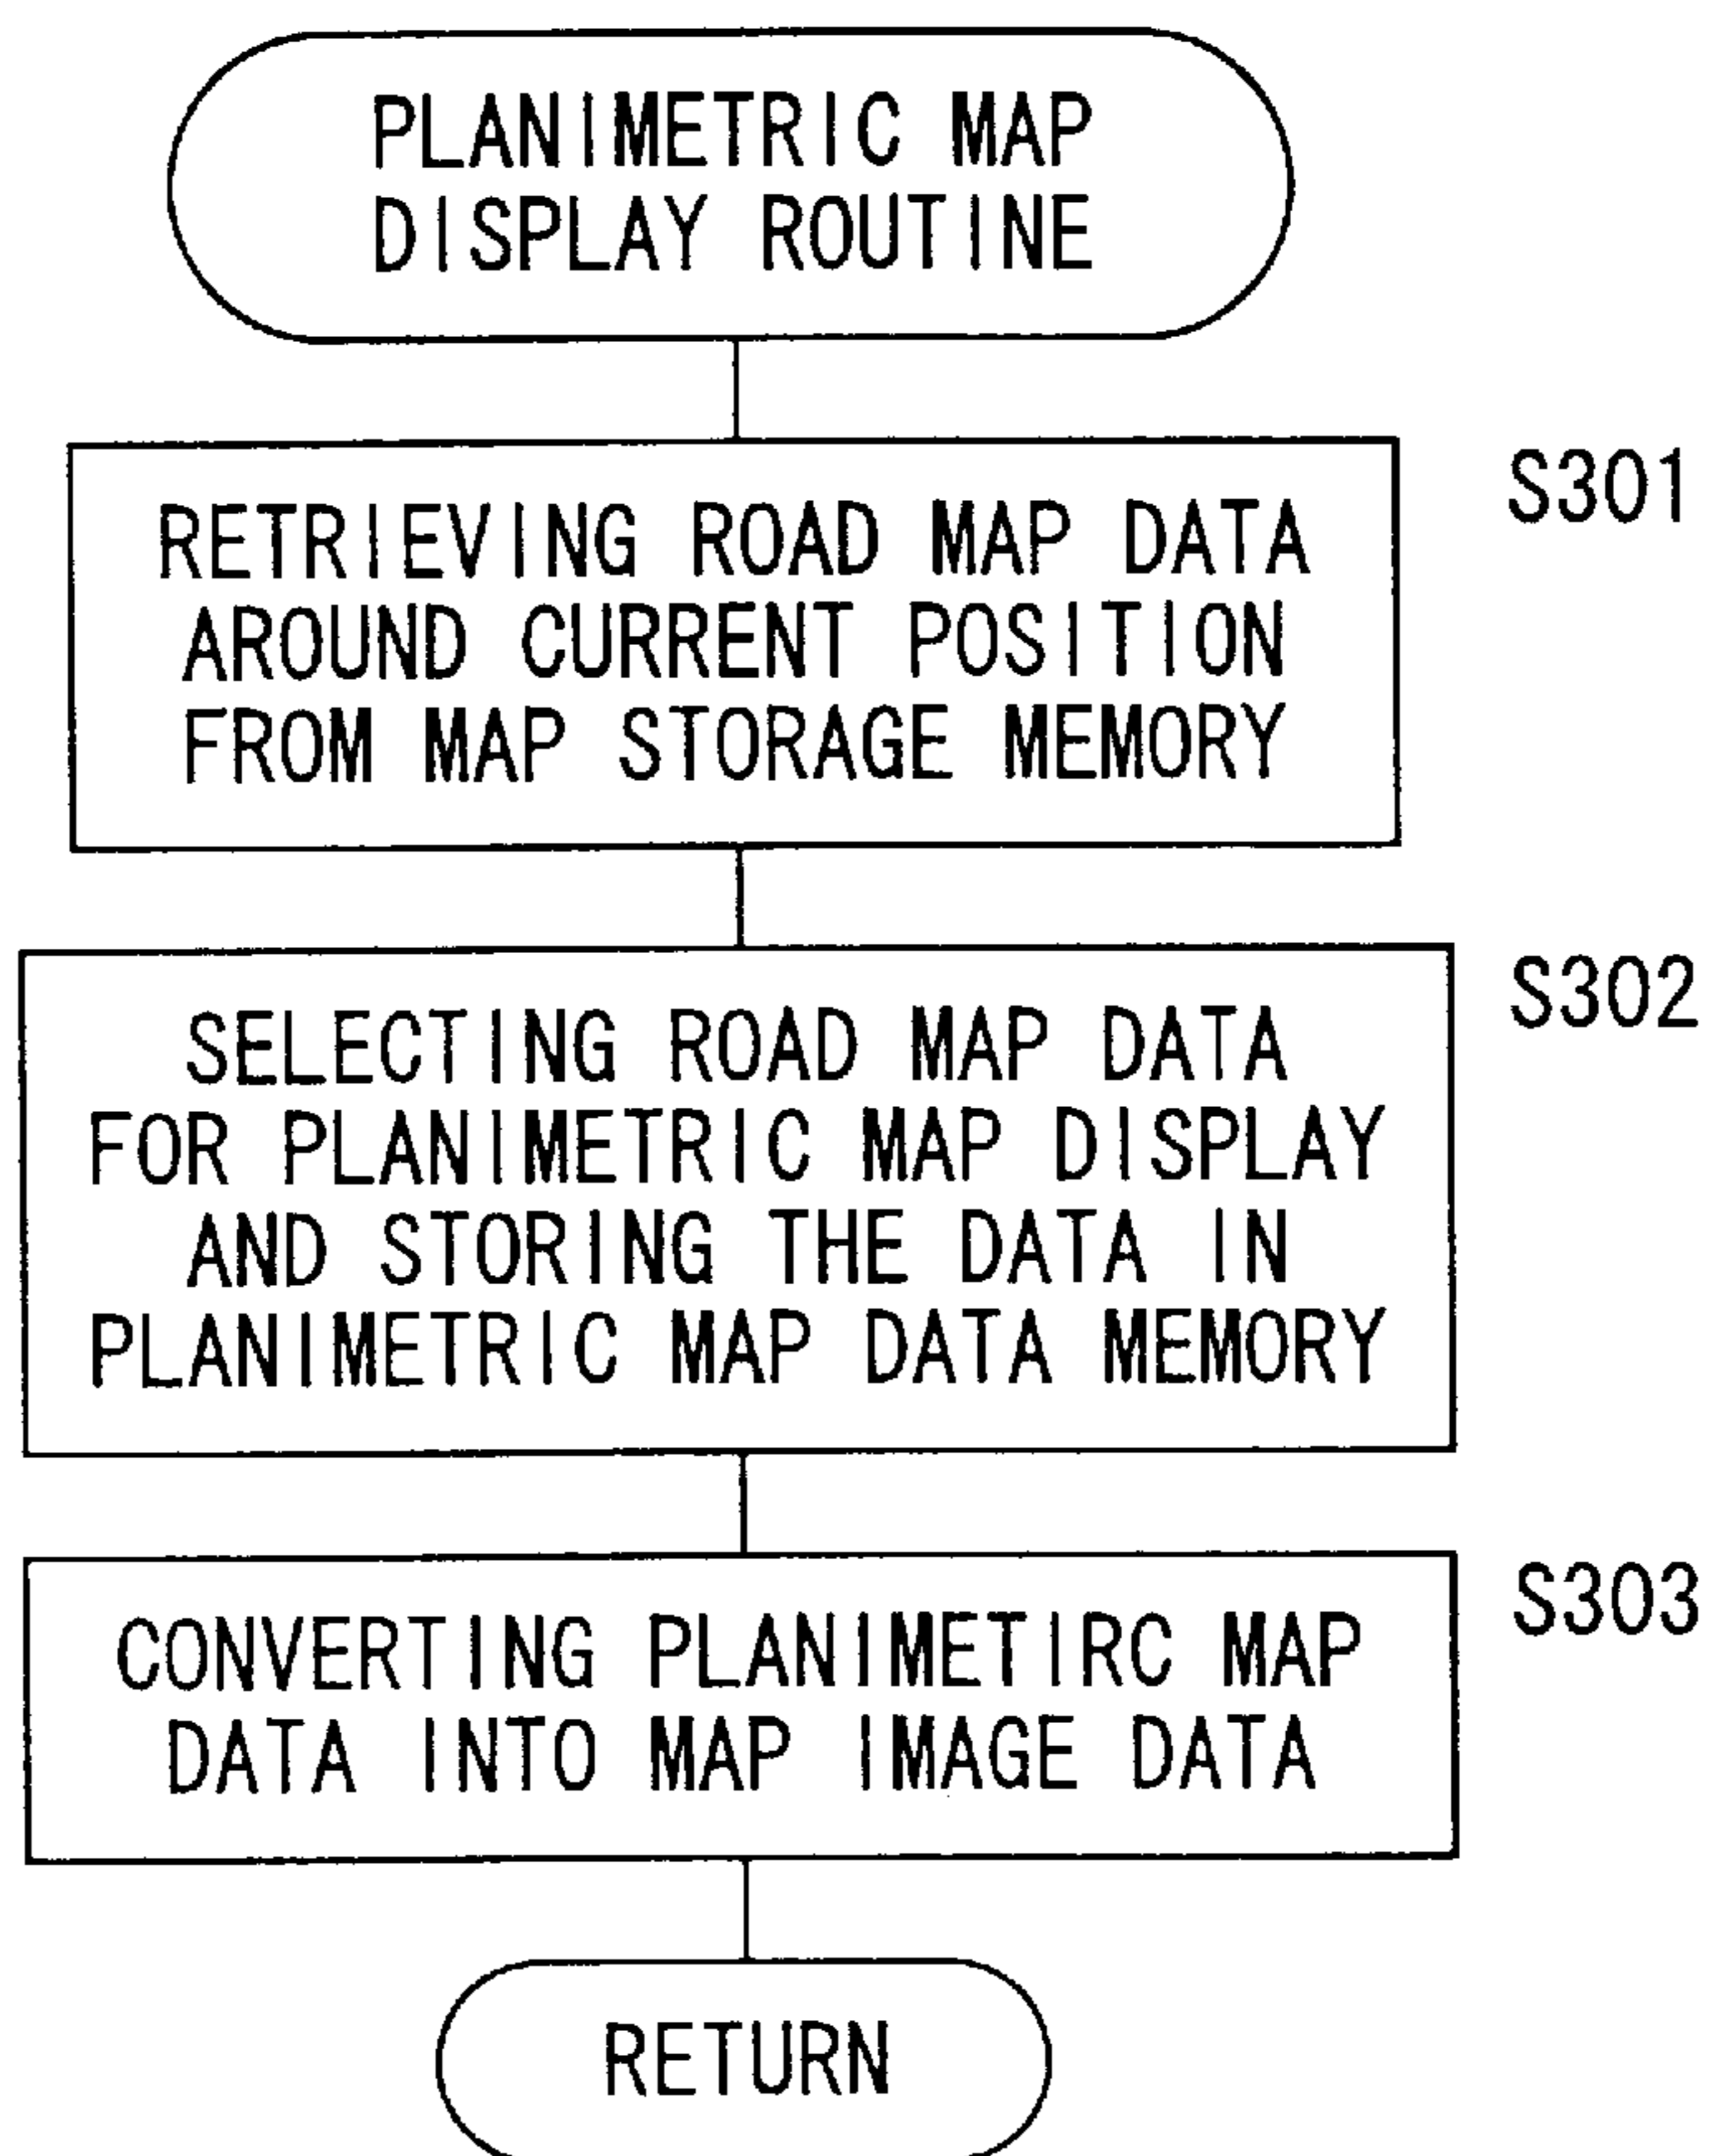 PLANIMETRIC MAP
DISPLAY ROUTINE
S301
RETRIEVING ROAD MAP DATA
AROUND CURRENT POSITION
FROM MAP STORAGE MEMORY
S302
SELECTING ROAD MAP DATA
FOR PLANIMETRIC MAP DISPLAY
AND STORING THE DATA IN
PLANIMETRIC MAP DATA MEMORY
S303
CONVERTING PLANIMETIRC MAP
DATA INTO MAP IMAGE DATA
RETURN